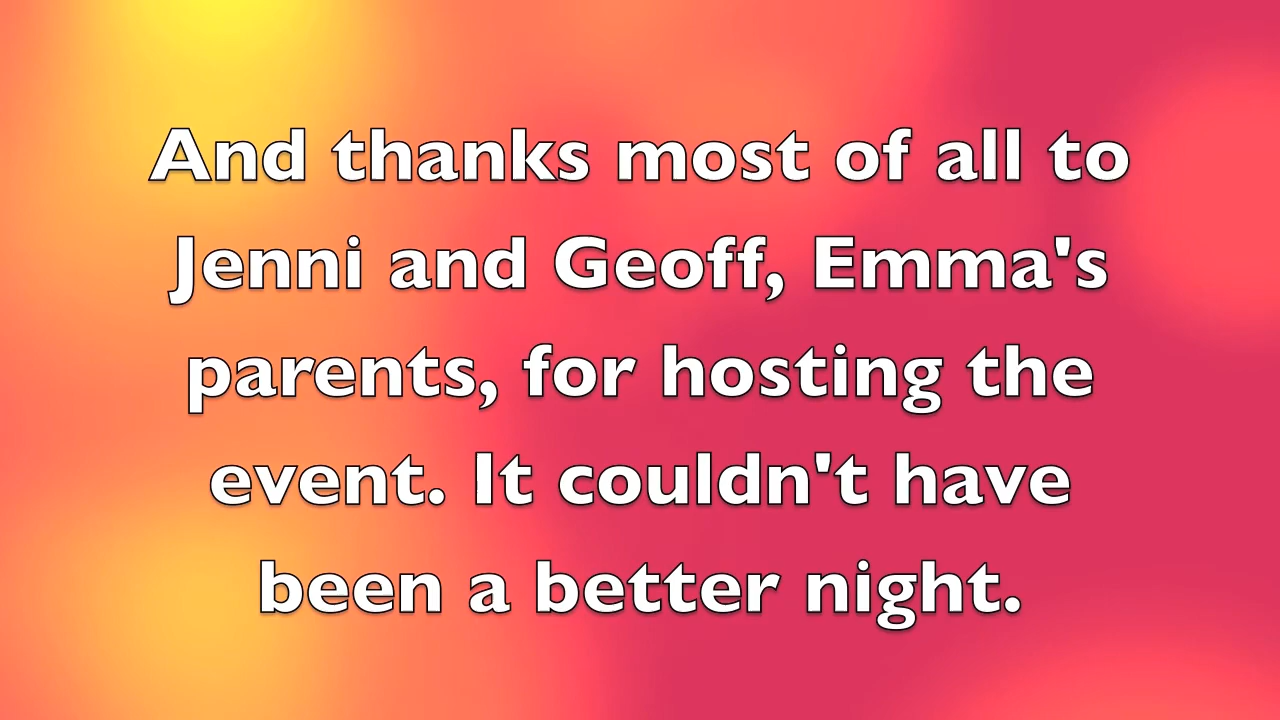 And thanks most of all to
Jenni and Geoff, Emma's
parents, for hosting the
event. It couldn't have
been a better night.